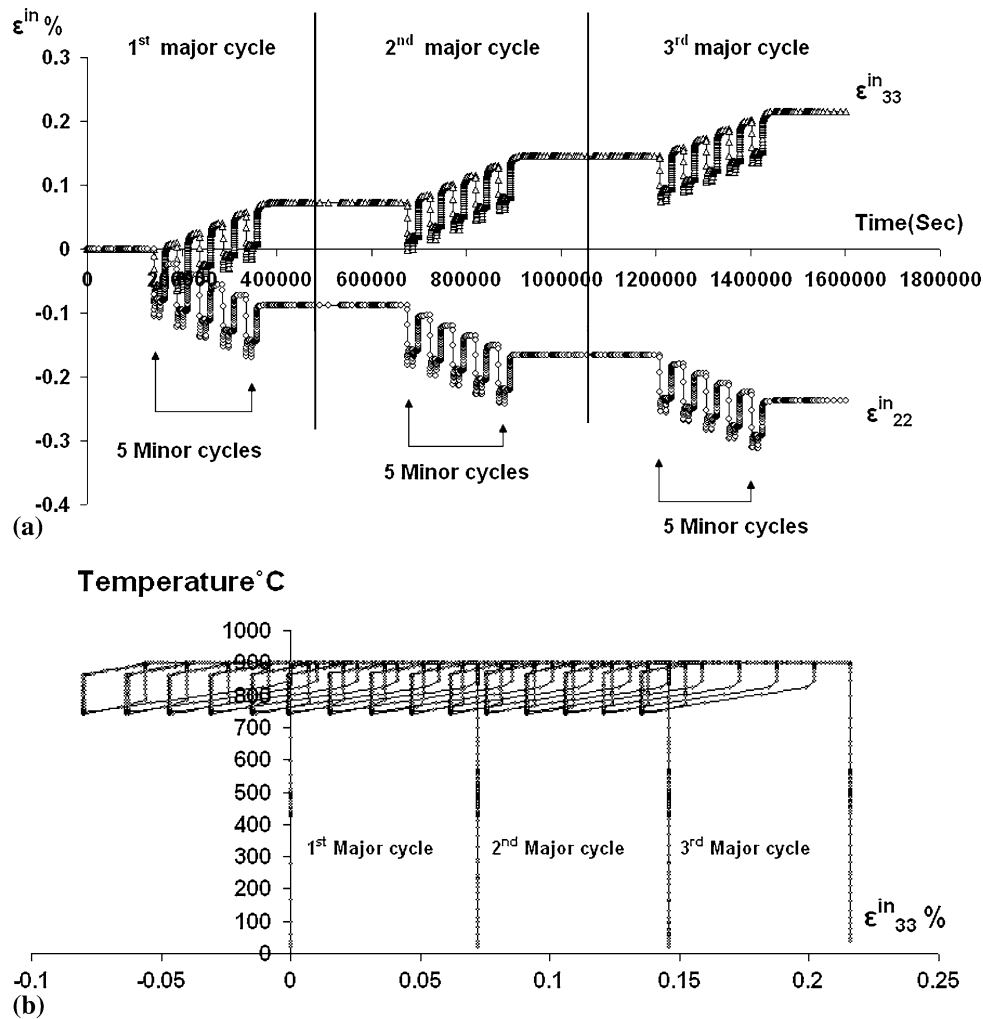 ε^in %
1st major cycle
2nd major cycle
3rd major cycle
0.3
0.2
0.1
0
-0.1
-0.2
-0.3
-0.4
ε^in_33
Time(Sec)
0 200000 400000 600000 800000 1000000 1200000 1400000 1600000 1800000
ε^in_22
5 Minor cycles
5 Minor cycles
5 Minor cycles
(a)
Temperature°C
1000
900
800
700
600
500
400
300
200
100
0
1st Major cycle
2nd Major cycle
3rd Major cycle
ε^in_33 %
-0.1 -0.05 0 0.05 0.1 0.15 0.2 0.25
(b)